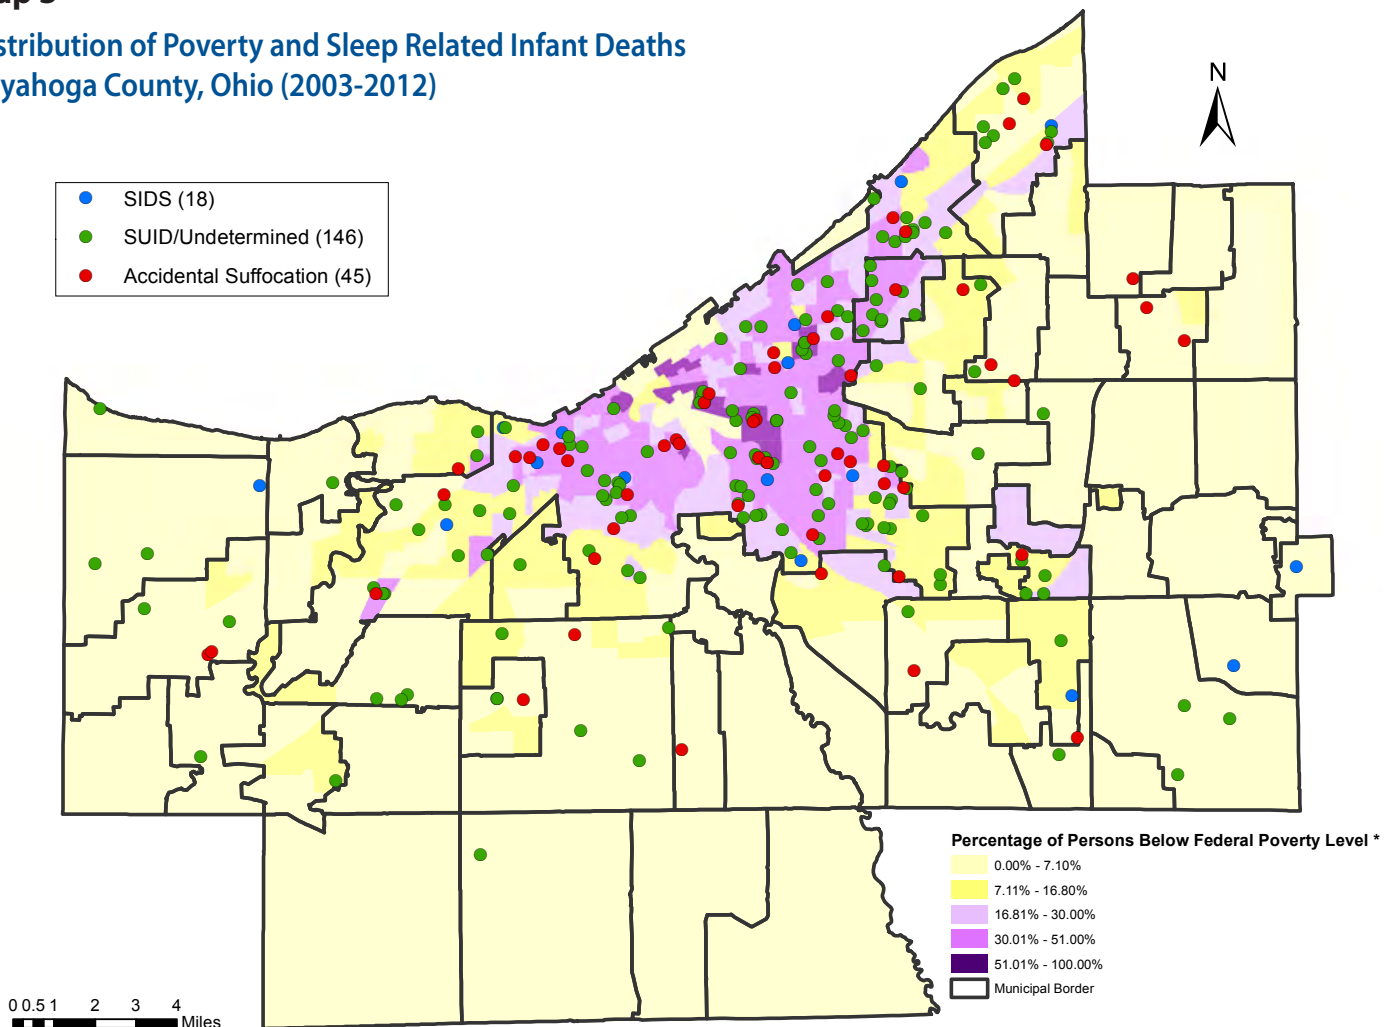 stribution of Poverty and Sleep Related Infant Deaths
yahoga County, Ohio (2003-2012)
N
SIDS (18)
SUID/Undetermined (146)
Accidental Suffocation (45)
Percentage of Persons Below Federal Poverty Level *
0.00% - 7.10%
7.11% - 16.80%
16.81% - 30.00%
30.01% - 51.00%
51.01% - 100.00%
Municipal Border
0 0.5 1 2 3 4
Miles